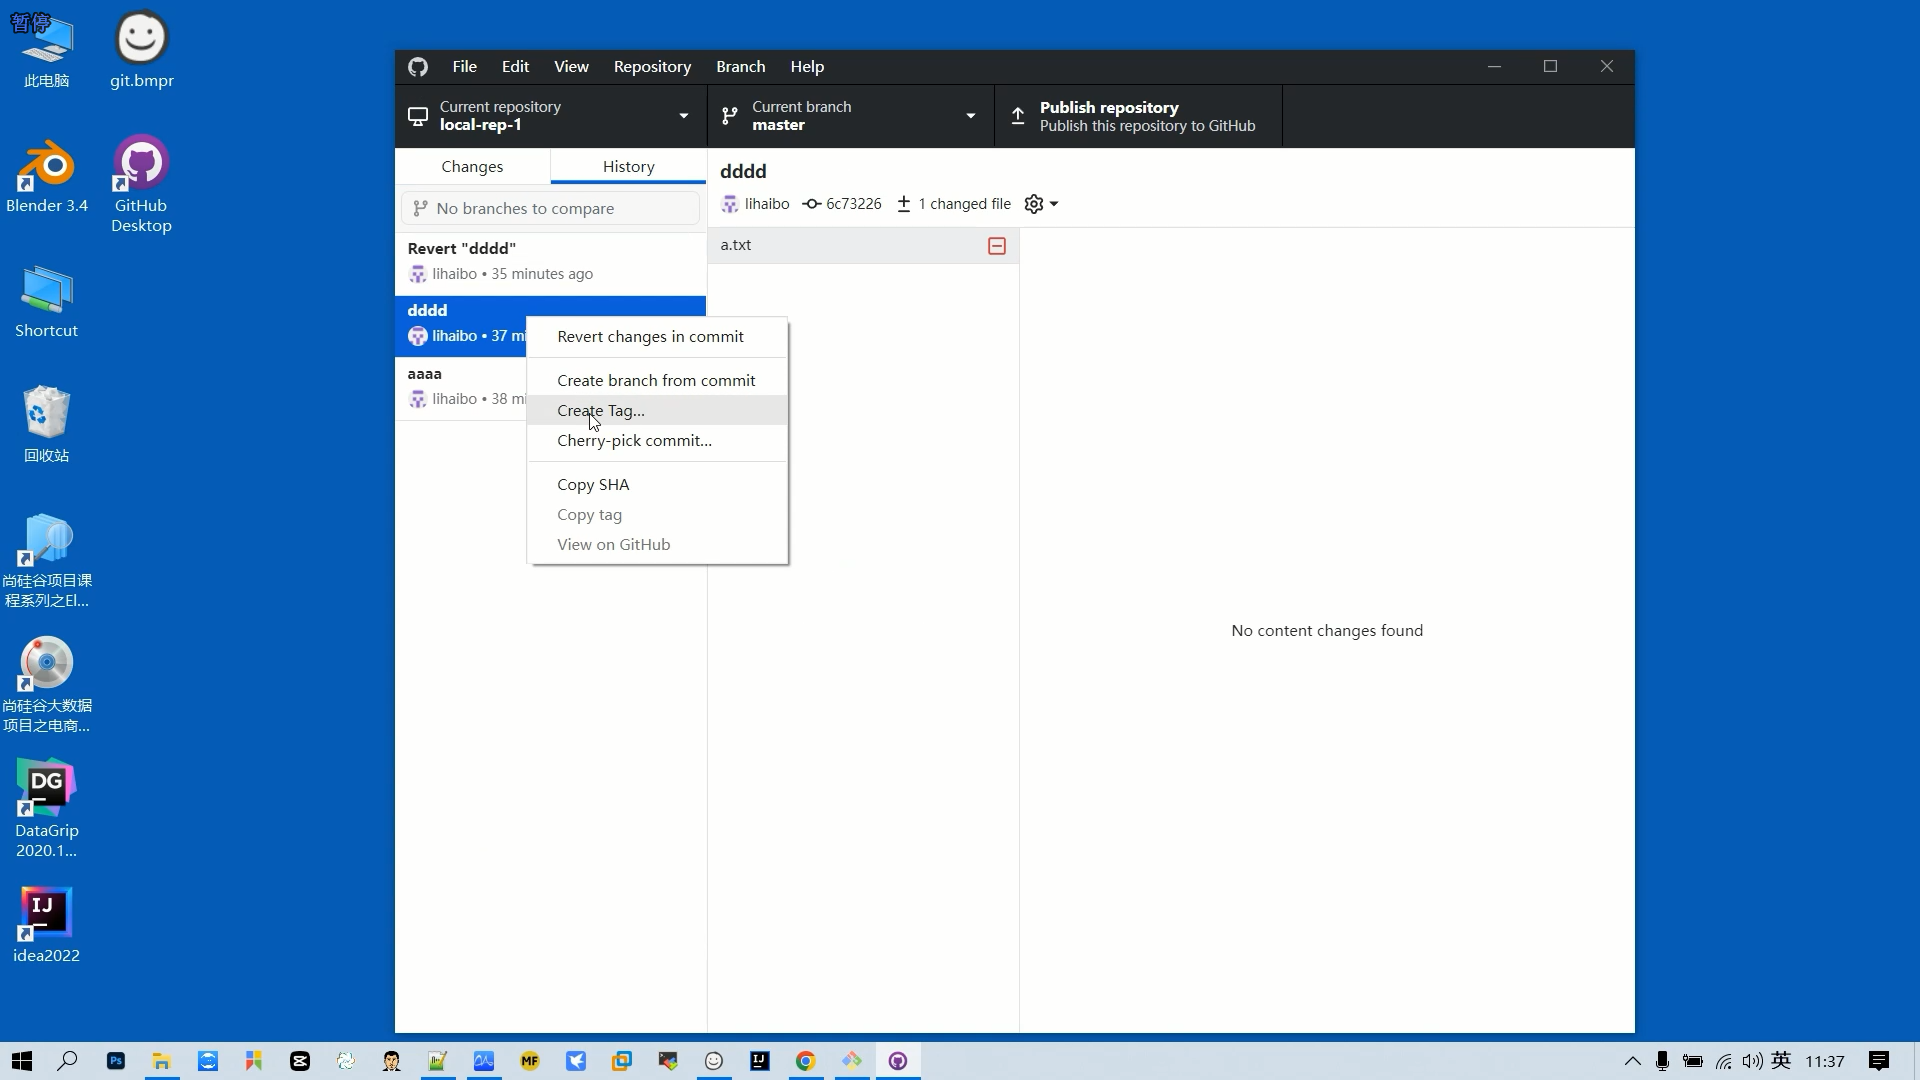 暂停
此电脑
git.bmpr
Blender 3.4
GitHub
Desktop
Shortcut
回收站
尚硅谷项目课
程系列之El...
尚硅谷大数据
项目之电商...
DG
DataGrip
2020.1...
IJ
idea2022
File
Edit
View
Repository
Branch
Help
Current repository
local-rep-1
Current branch
master
Publish repository
Publish this repository to GitHub
Changes
History
No branches to compare
Revert "dddd"
lihaibo • 35 minutes ago
dddd
lihaibo • 37 mi
aaaa
lihaibo • 38 mi
Revert changes in commit
Create branch from commit
Create Tag...
Cherry-pick commit...
Copy SHA
Copy tag
View on GitHub
dddd
lihaibo
6c73226
1 changed file
a.txt
No content changes found
Ps
MF
IJ
英
11:37